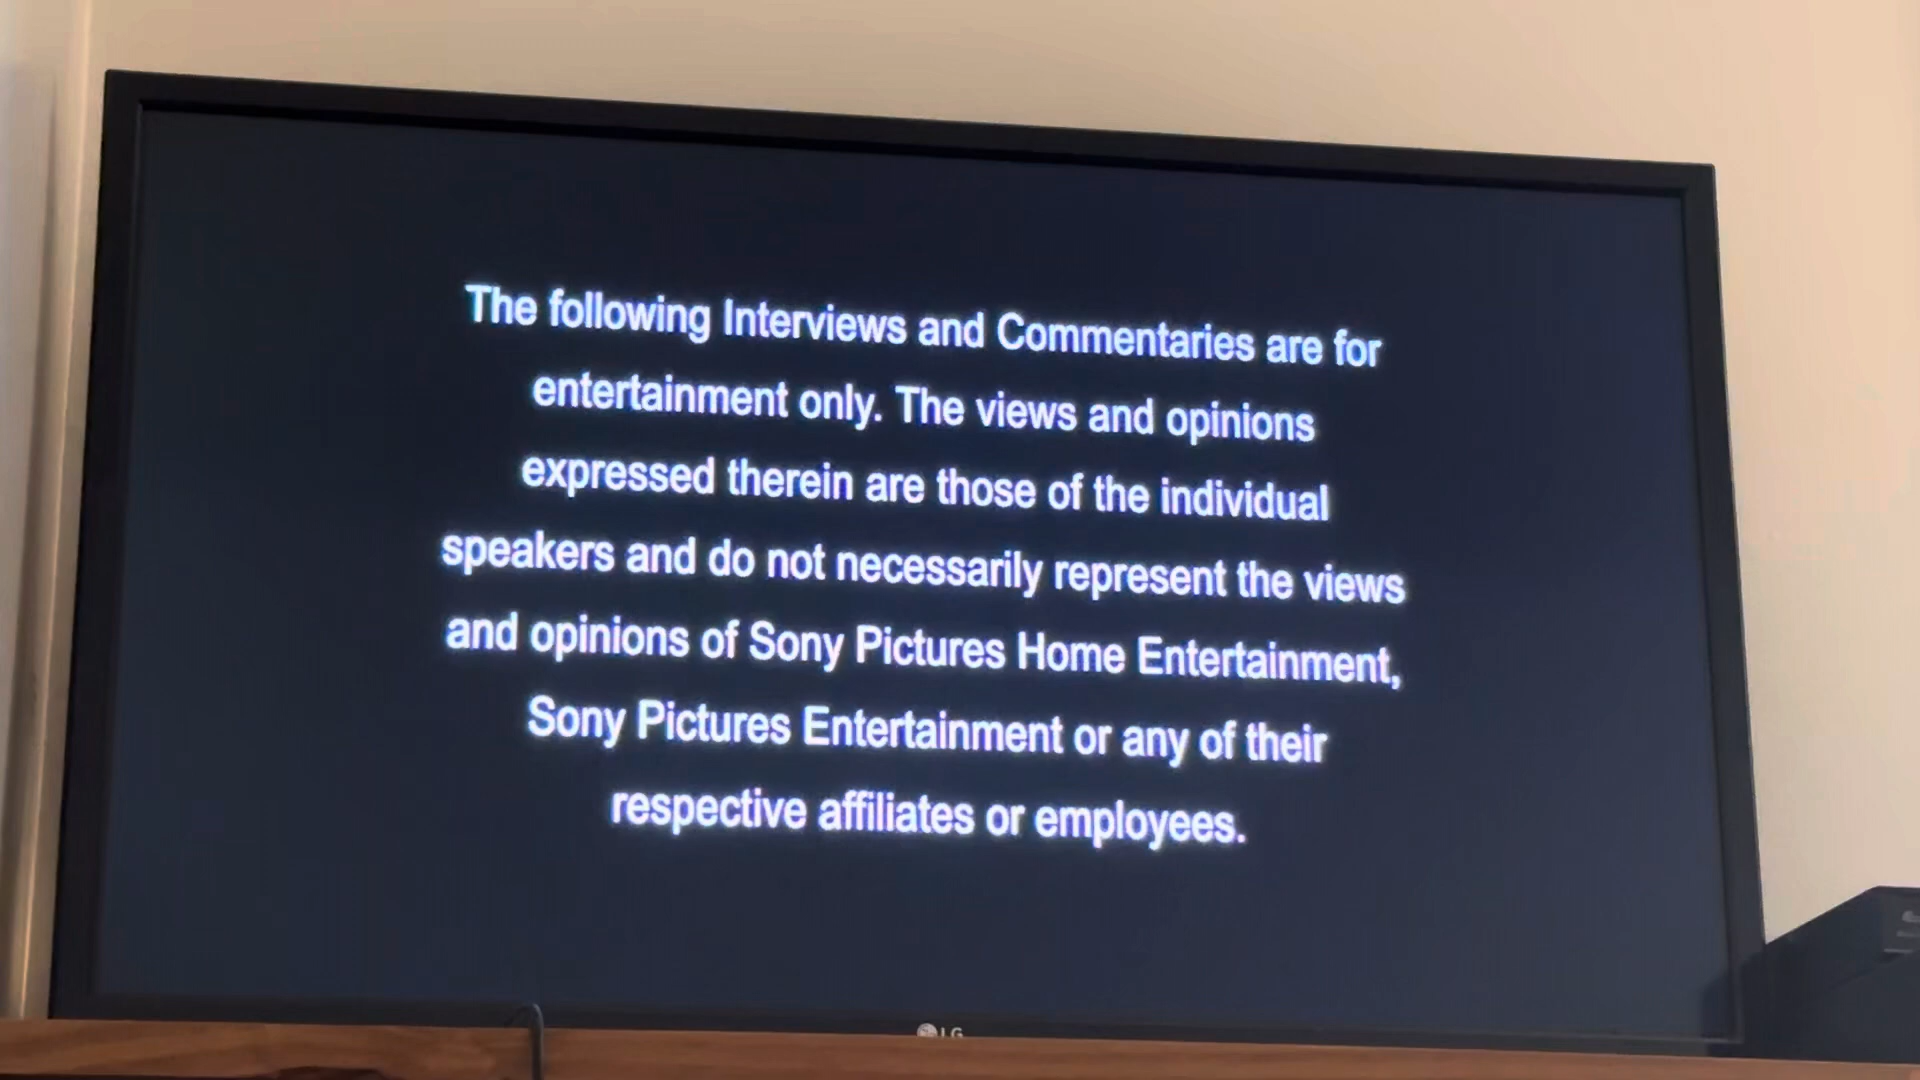 The following Interviews and Commentaries are for
entertainment only. The views and opinions
expressed therein are those of the individual
speakers and do not necessarily represent the views
and opinions of Sony Pictures Home Entertainment,
Sony Pictures Entertainment or any of their
respective affiliates or employees.
LG